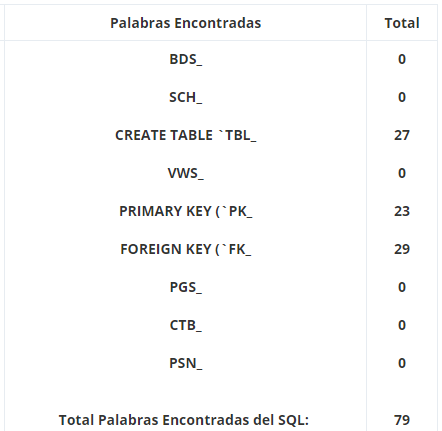 Palabras Encontradas Total
BDS_ 0
SCH_ 0
CREATE TABLE `TBL_ 27
VWS_ 0
PRIMARY KEY (`PK_ 23
FOREIGN KEY (`FK_ 29
PGS_ 0
CTB_ 0
PSN_ 0
Total Palabras Encontradas del SQL: 79